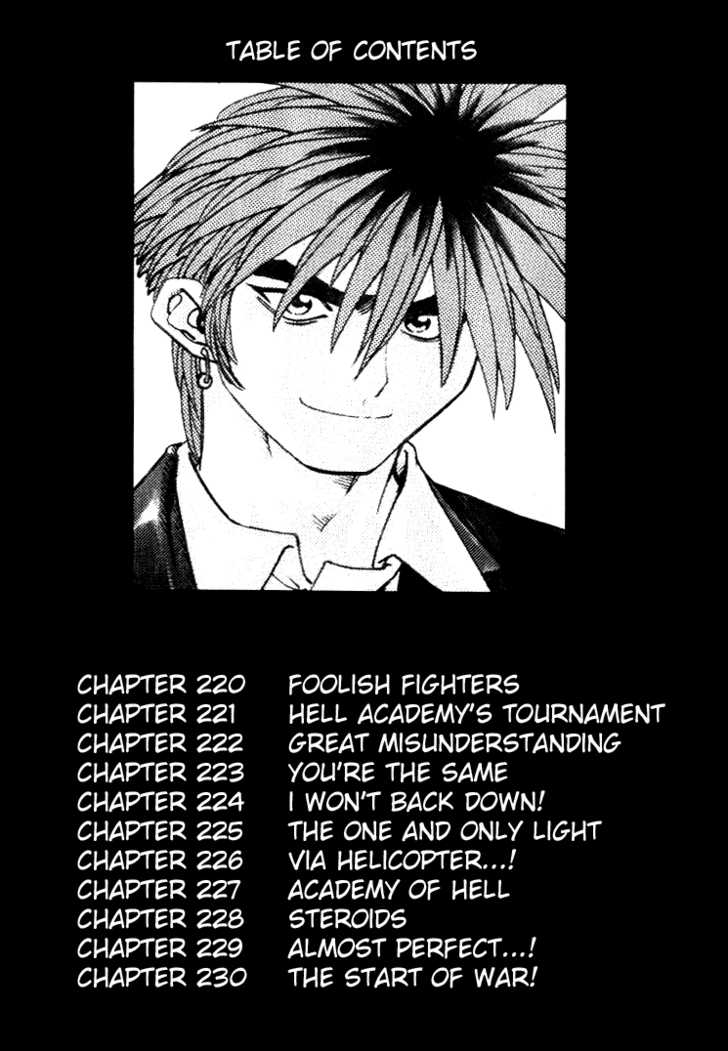 TABLE OF CONTENTS
CHAPTER 220 FOOLISH FIGHTERS
CHAPTER 221 HELL ACADEMY'S TOURNAMENT
CHAPTER 222 GREAT MISUNDERSTANDING
CHAPTER 223 YOU'RE THE SAME
CHAPTER 224 I WON'T BACK DOWN!
CHAPTER 225 THE ONE AND ONLY LIGHT
CHAPTER 226 VIA HELICOPTER...!
CHAPTER 227 ACADEMY OF HELL
CHAPTER 228 STEROIDS
CHAPTER 229 ALMOST PERFECT...!
CHAPTER 230 THE START OF WAR!